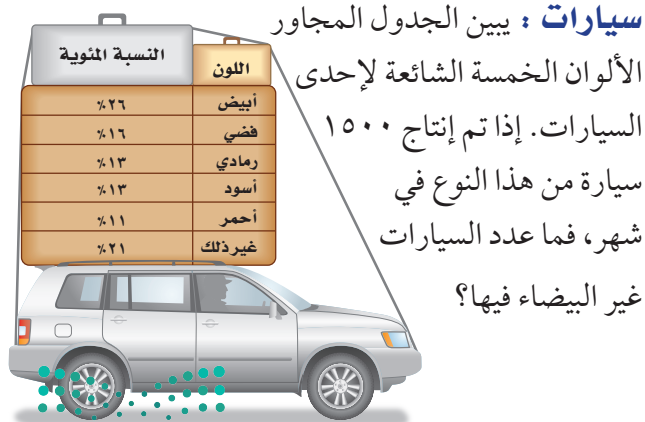 سيارات : يبين الجدول المجاور
الألوان الخمسة الشائعة لإحدى
السيارات. إذا تم إنتاج ١٥٠٠
سيارة من هذا النوع في
شهر، فما عدد السيارات
غير البيضاء فيها؟
اللون النسبة المئوية
أبيض ٢٦٪
فضي ١٦٪
رمادي ١٣٪
أسود ١٣٪
أحمر ١١٪
غير ذلك ٢١٪